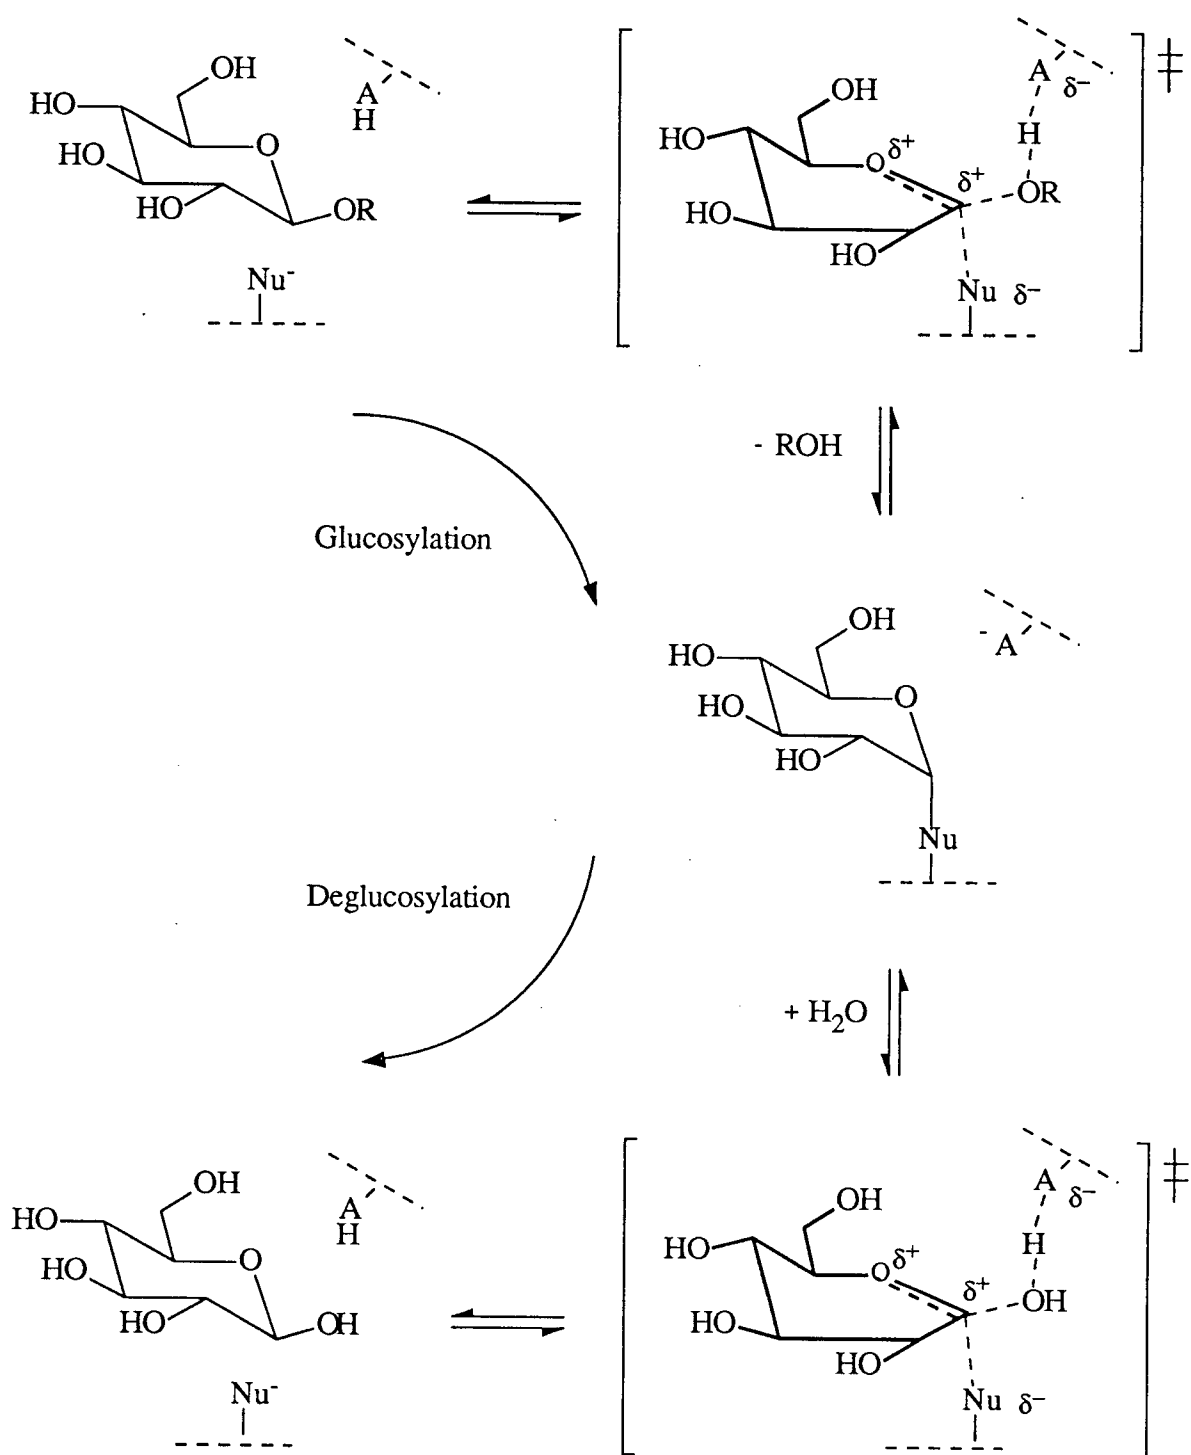 OH
HO
HO
HO
O
OR
A
H
Nu-
‡
OH
HO
HO
HO
O δ+
δ+
OR
H
A δ−
Nu δ−
- ROH
Glucosylation
OH
HO
HO
HO
O
- A
Nu
Deglucosylation
+ H2O
OH
HO
HO
HO
O
OH
A
H
Nu-
‡
OH
HO
HO
HO
O δ+
δ+
OH
H
A δ−
Nu δ−